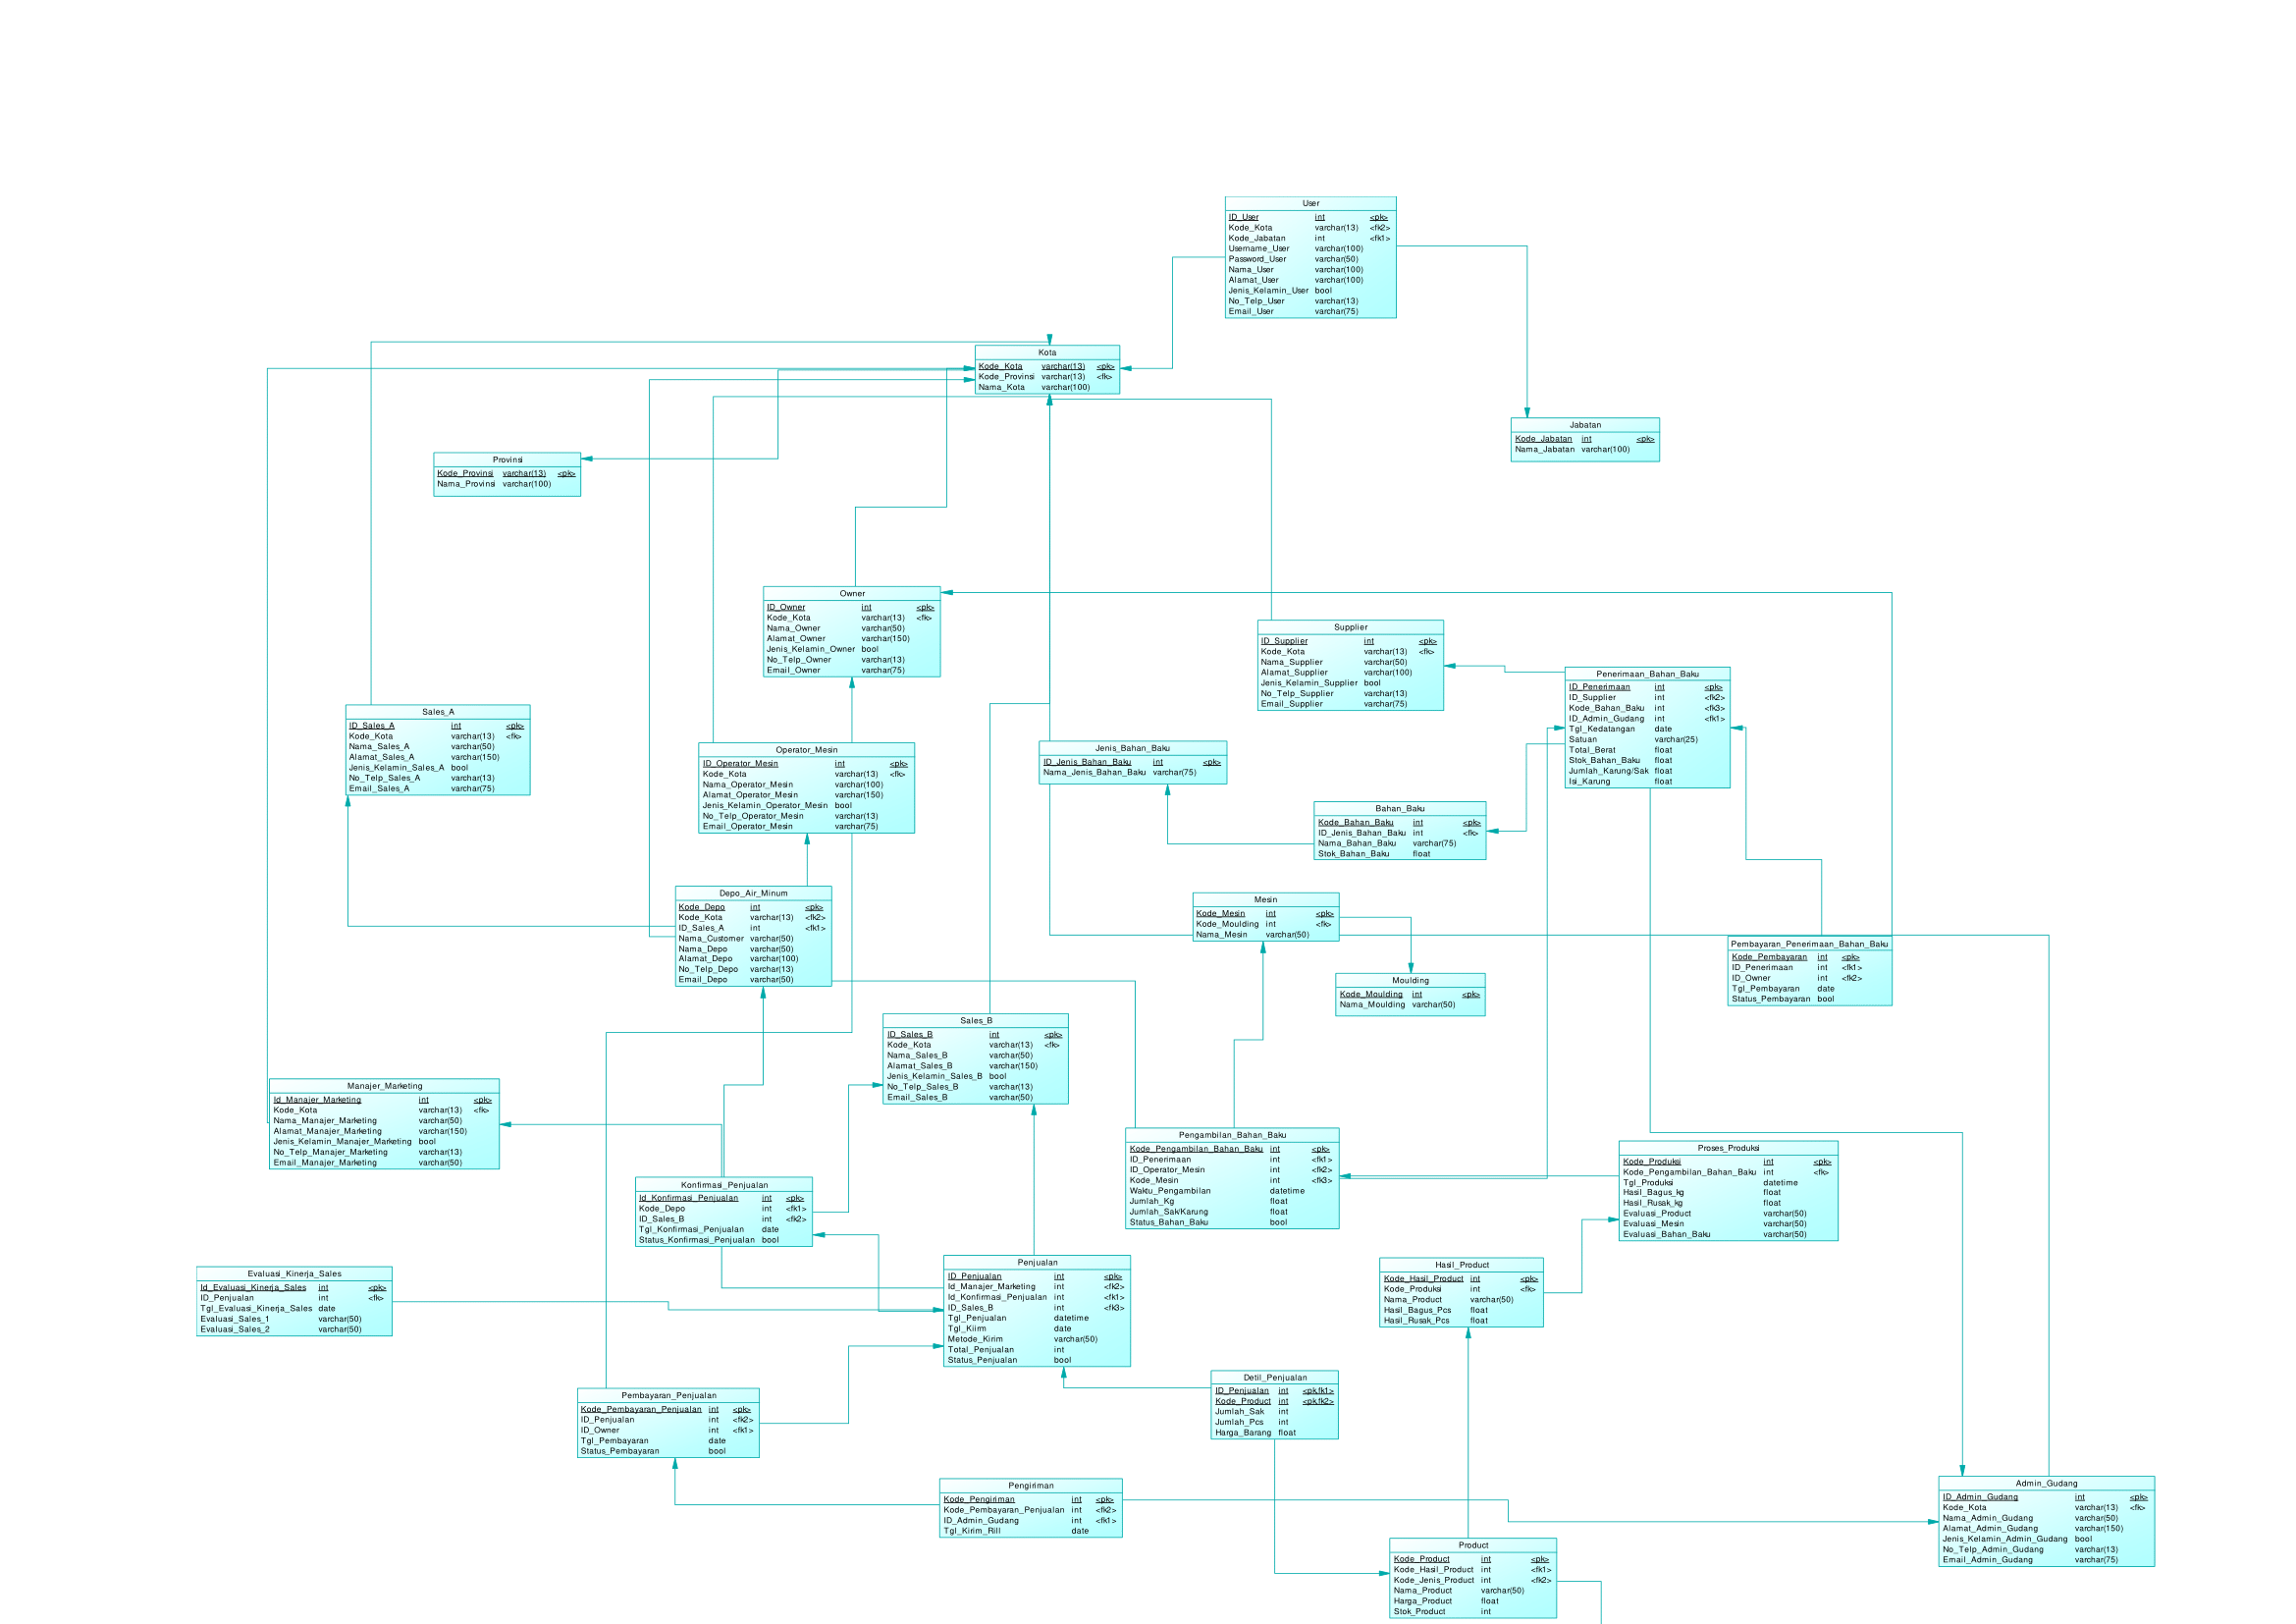 User
ID_User int <pk>
Kode_Kota varchar(13) <fk2>
Kode_Jabatan int <fk1>
Username_User varchar(100)
Password_User varchar(50)
Nama_User varchar(100)
Alamat_User varchar(100)
Jenis_Kelamin_User bool
No_Telp_User varchar(13)
Email_User varchar(75)
Kota
Kode_Kota varchar(13) <pk>
Kode_Provinsi varchar(13) <fk>
Nama_Kota varchar(100)
Jabatan
Kode_Jabatan int <pk>
Nama_Jabatan varchar(100)
Provinsi
Kode_Provinsi varchar(13) <pk>
Nama_Provinsi varchar(100)
Owner
ID_Owner int <pk>
Kode_Kota varchar(13) <fk>
Nama_Owner varchar(50)
Alamat_Owner varchar(150)
Jenis_Kelamin_Owner bool
No_Telp_Owner varchar(13)
Email_Owner varchar(75)
Supplier
ID_Supplier int <pk>
Kode_Kota varchar(13) <fk>
Nama_Supplier varchar(50)
Alamat_Supplier varchar(100)
Jenis_Kelamin_Supplier bool
No_Telp_Supplier varchar(13)
Email_Supplier varchar(75)
Penerimaan_Bahan_Baku
ID_Penerimaan int <pk>
ID_Supplier int <fk2>
Kode_Bahan_Baku int <fk3>
ID_Admin_Gudang int <fk1>
Tgl_Kedatangan date
Satuan varchar(25)
Total_Berat float
Stok_Bahan_Baku float
Jumlah_Karung/Sak float
Isi_Karung float
Sales_A
ID_Sales_A int <pk>
Kode_Kota varchar(13) <fk>
Nama_Sales_A varchar(50)
Alamat_Sales_A varchar(150)
Jenis_Kelamin_Sales_A bool
No_Telp_Sales_A varchar(13)
Email_Sales_A varchar(75)
Operator_Mesin
ID_Operator_Mesin int <pk>
Kode_Kota varchar(13) <fk>
Nama_Operator_Mesin varchar(100)
Alamat_Operator_Mesin varchar(150)
Jenis_Kelamin_Operator_Mesin bool
No_Telp_Operator_Mesin varchar(13)
Email_Operator_Mesin varchar(75)
Jenis_Bahan_Baku
ID_Jenis_Bahan_Baku int <pk>
Nama_Jenis_Bahan_Baku varchar(75)
Bahan_Baku
Kode_Bahan_Baku int <pk>
ID_Jenis_Bahan_Baku int <fk>
Nama_Bahan_Baku varchar(75)
Stok_Bahan_Baku float
Depo_Air_Minum
Kode_Depo int <pk>
Kode_Kota varchar(13) <fk2>
ID_Sales_A int <fk1>
Nama_Customer varchar(50)
Nama_Depo varchar(50)
Alamat_Depo varchar(100)
No_Telp_Depo varchar(13)
Email_Depo varchar(50)
Mesin
Kode_Mesin int <pk>
Kode_Moulding int <fk>
Nama_Mesin varchar(50)
Pembayaran_Penerimaan_Bahan_Baku
Kode_Pembayaran int <pk>
ID_Penerimaan int <fk1>
ID_Owner int <fk2>
Tgl_Pembayaran date
Status_Pembayaran bool
Moulding
Kode_Moulding int <pk>
Nama_Moulding varchar(50)
Sales_B
ID_Sales_B int <pk>
Kode_Kota varchar(13) <fk>
Nama_Sales_B varchar(50)
Alamat_Sales_B varchar(150)
Jenis_Kelamin_Sales_B bool
No_Telp_Sales_B varchar(13)
Email_Sales_B varchar(50)
Manajer_Marketing
Id_Manajer_Marketing int <pk>
Kode_Kota varchar(13) <fk>
Nama_Manajer_Marketing varchar(50)
Alamat_Manajer_Marketing varchar(150)
Jenis_Kelamin_Manajer_Marketing bool
No_Telp_Manajer_Marketing varchar(13)
Email_Manajer_Marketing varchar(50)
Pengambilan_Bahan_Baku
Kode_Pengambilan_Bahan_Baku int <pk>
ID_Penerimaan int <fk1>
ID_Operator_Mesin int <fk2>
Kode_Mesin int <fk3>
Waktu_Pengambilan datetime
Jumlah_Kg float
Jumlah_Sak/Karung float
Status_Bahan_Baku bool
Proses_Produksi
Kode_Produksi int <pk>
Kode_Pengambilan_Bahan_Baku int <fk>
Tgl_Produksi datetime
Hasil_Bagus_kg float
Hasil_Rusak_kg float
Evaluasi_Product varchar(50)
Evaluasi_Mesin varchar(50)
Evaluasi_Bahan_Baku varchar(50)
Konfirmasi_Penjualan
Id_Konfirmasi_Penjualan int <pk>
Kode_Depo int <fk1>
ID_Sales_B int <fk2>
Tgl_Konfirmasi_Penjualan date
Status_Konfirmasi_Penjualan bool
Penjualan
ID_Penjualan int <pk>
Id_Manajer_Marketing int <fk2>
Id_Konfirmasi_Penjualan int <fk1>
ID_Sales_B int <fk3>
Tgl_Penjualan datetime
Tgl_Kiirm date
Metode_Kirim varchar(50)
Total_Penjualan int
Status_Penjualan bool
Hasil_Product
Kode_Hasil_Product int <pk>
Kode_Produksi int <fk>
Nama_Product varchar(50)
Hasil_Bagus_Pcs float
Hasil_Rusak_Pcs float
Evaluasi_Kinerja_Sales
Id_Evaluasi_Kinerja_Sales int <pk>
ID_Penjualan int <fk>
Tgl_Evaluasi_Kinerja_Sales date
Evaluasi_Sales_1 varchar(50)
Evaluasi_Sales_2 varchar(50)
Detil_Penjualan
ID_Penjualan int <pk,fk1>
Kode_Product int <pk,fk2>
Jumlah_Sak int
Jumlah_Pcs int
Harga_Barang float
Pembayaran_Penjualan
Kode_Pembayaran_Penjualan int <pk>
ID_Penjualan int <fk2>
ID_Owner int <fk1>
Tgl_Pembayaran date
Status_Pembayaran bool
Pengiriman
Kode_Pengiriman int <pk>
Kode_Pembayaran_Penjualan int <fk2>
ID_Admin_Gudang int <fk1>
Tgl_Kirim_Rill date
Admin_Gudang
ID_Admin_Gudang int <pk>
Kode_Kota varchar(13) <fk>
Nama_Admin_Gudang varchar(50)
Alamat_Admin_Gudang varchar(150)
Jenis_Kelamin_Admin_Gudang bool
No_Telp_Admin_Gudang varchar(13)
Email_Admin_Gudang varchar(75)
Product
Kode_Product int <pk>
Kode_Hasil_Product int <fk1>
Kode_Jenis_Product int <fk2>
Nama_Product varchar(50)
Harga_Product float
Stok_Product int